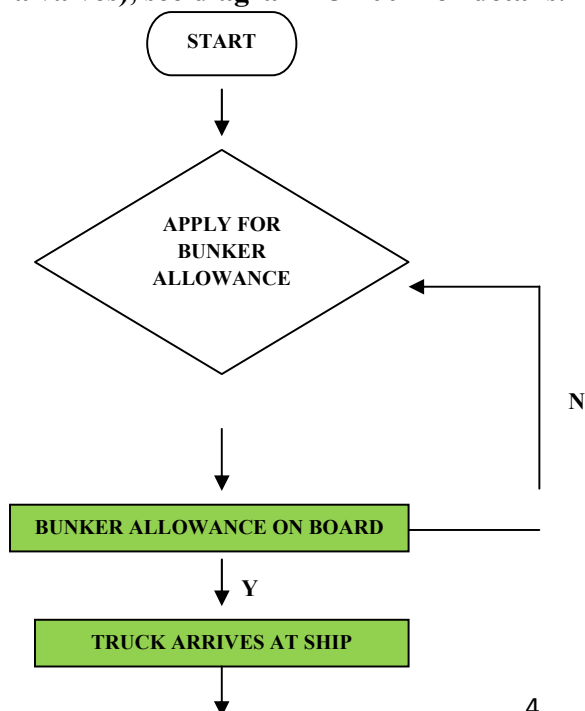 START
APPLY FOR
BUNKER
ALLOWANCE
N
BUNKER ALLOWANCE ON BOARD
Y
TRUCK ARRIVES AT SHIP
4